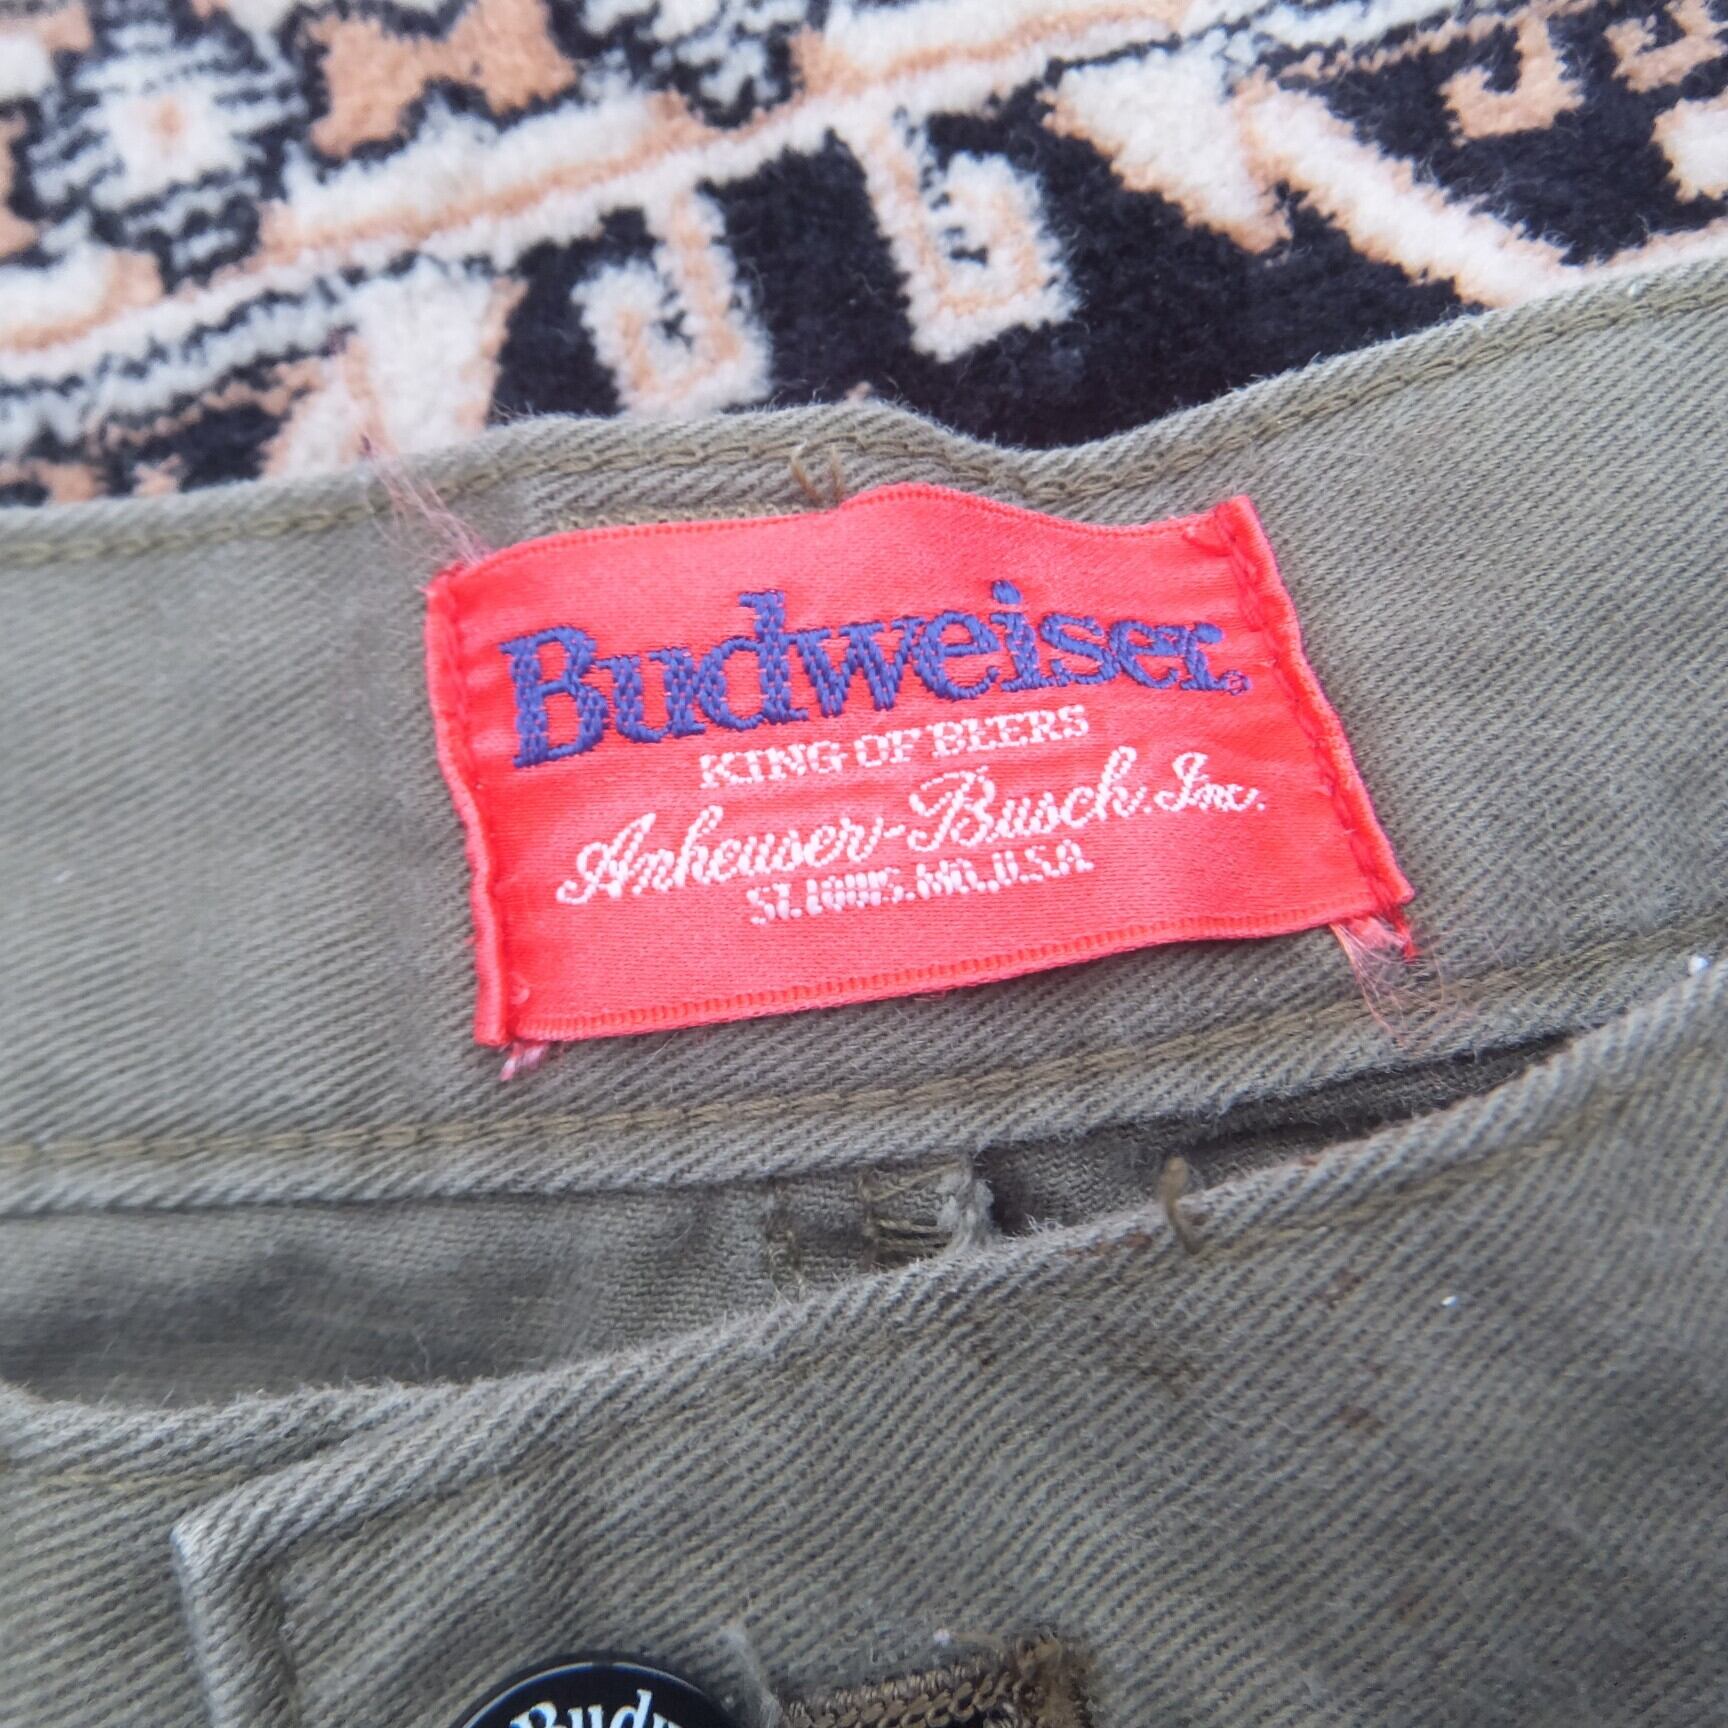 Budweiser®
KING OF BEERS
Anheuser-Busch, Inc.
ST. LOUIS, MO., U.S.A.